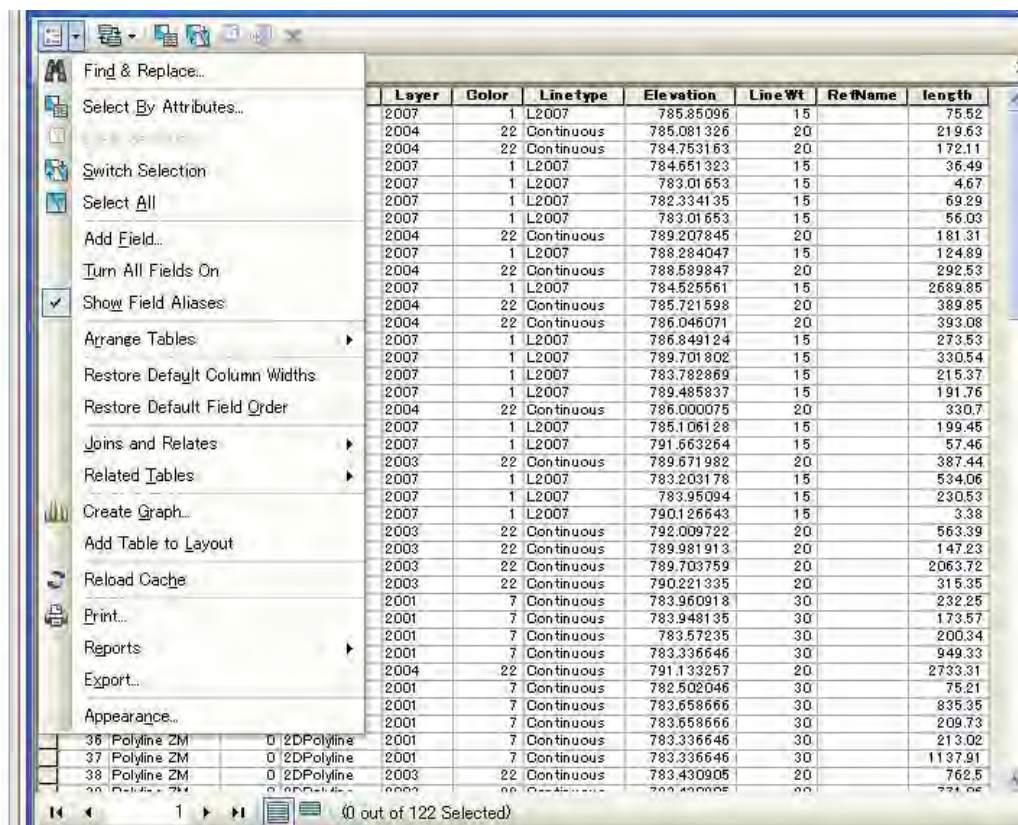 Find & Replace...
Select By Attributes...
Switch Selection
Select All
Add Field...
Turn All Fields On
Show Field Aliases
Arrange Tables
Restore Default Column Widths
Restore Default Field Order
Joins and Relates
Related Tables
Create Graph...
Add Table to Layout
Reload Cache
Print...
Reports
Export...
Appearance...
Layer Color Linetype Elevation LineWt RefName length
2007 1 L2007 785.85096 15 75.52
2004 22 Continuous 785.081326 20 219.63
2004 22 Continuous 784.753163 20 172.11
2007 1 L2007 784.651323 15 36.49
2007 1 L2007 783.01653 15 4.67
2007 1 L2007 782.334135 15 69.29
2007 1 L2007 783.01653 15 56.03
2004 22 Continuous 789.207845 20 181.31
2007 1 L2007 788.284047 15 124.89
2004 22 Continuous 788.589847 20 292.53
2007 1 L2007 784.525561 15 2689.85
2004 22 Continuous 785.721598 20 389.85
2004 22 Continuous 786.046071 20 393.08
2007 1 L2007 786.849124 15 273.53
2007 1 L2007 789.701802 15 330.54
2007 1 L2007 783.782869 15 215.37
2007 1 L2007 789.485837 15 191.76
2004 22 Continuous 786.000075 20 330.7
2007 1 L2007 785.106128 15 199.45
2007 1 L2007 791.663264 15 57.46
2003 22 Continuous 789.671982 20 387.44
2007 1 L2007 783.203178 15 534.06
2007 1 L2007 783.95094 15 230.53
2007 1 L2007 790.126643 15 3.38
2003 22 Continuous 792.009722 20 563.39
2003 22 Continuous 789.981913 20 147.23
2003 22 Continuous 789.703759 20 2063.72
2003 22 Continuous 790.221335 20 315.35
2001 7 Continuous 783.960918 30 232.25
2001 7 Continuous 783.948135 30 173.57
2001 7 Continuous 783.57235 30 200.34
2001 7 Continuous 783.336646 30 949.33
2004 22 Continuous 791.133257 20 2733.31
2001 7 Continuous 782.502046 30 75.21
2001 7 Continuous 783.658666 30 835.35
2001 7 Continuous 783.658666 30 209.73
36 Polyline ZM 0 2DPolyline 2001 7 Continuous 783.336646 30 213.02
37 Polyline ZM 0 2DPolyline 2001 7 Continuous 783.336646 30 1137.91
38 Polyline ZM 0 2DPolyline 2003 22 Continuous 783.430905 20 762.5
1
(0 out of 122 Selected)